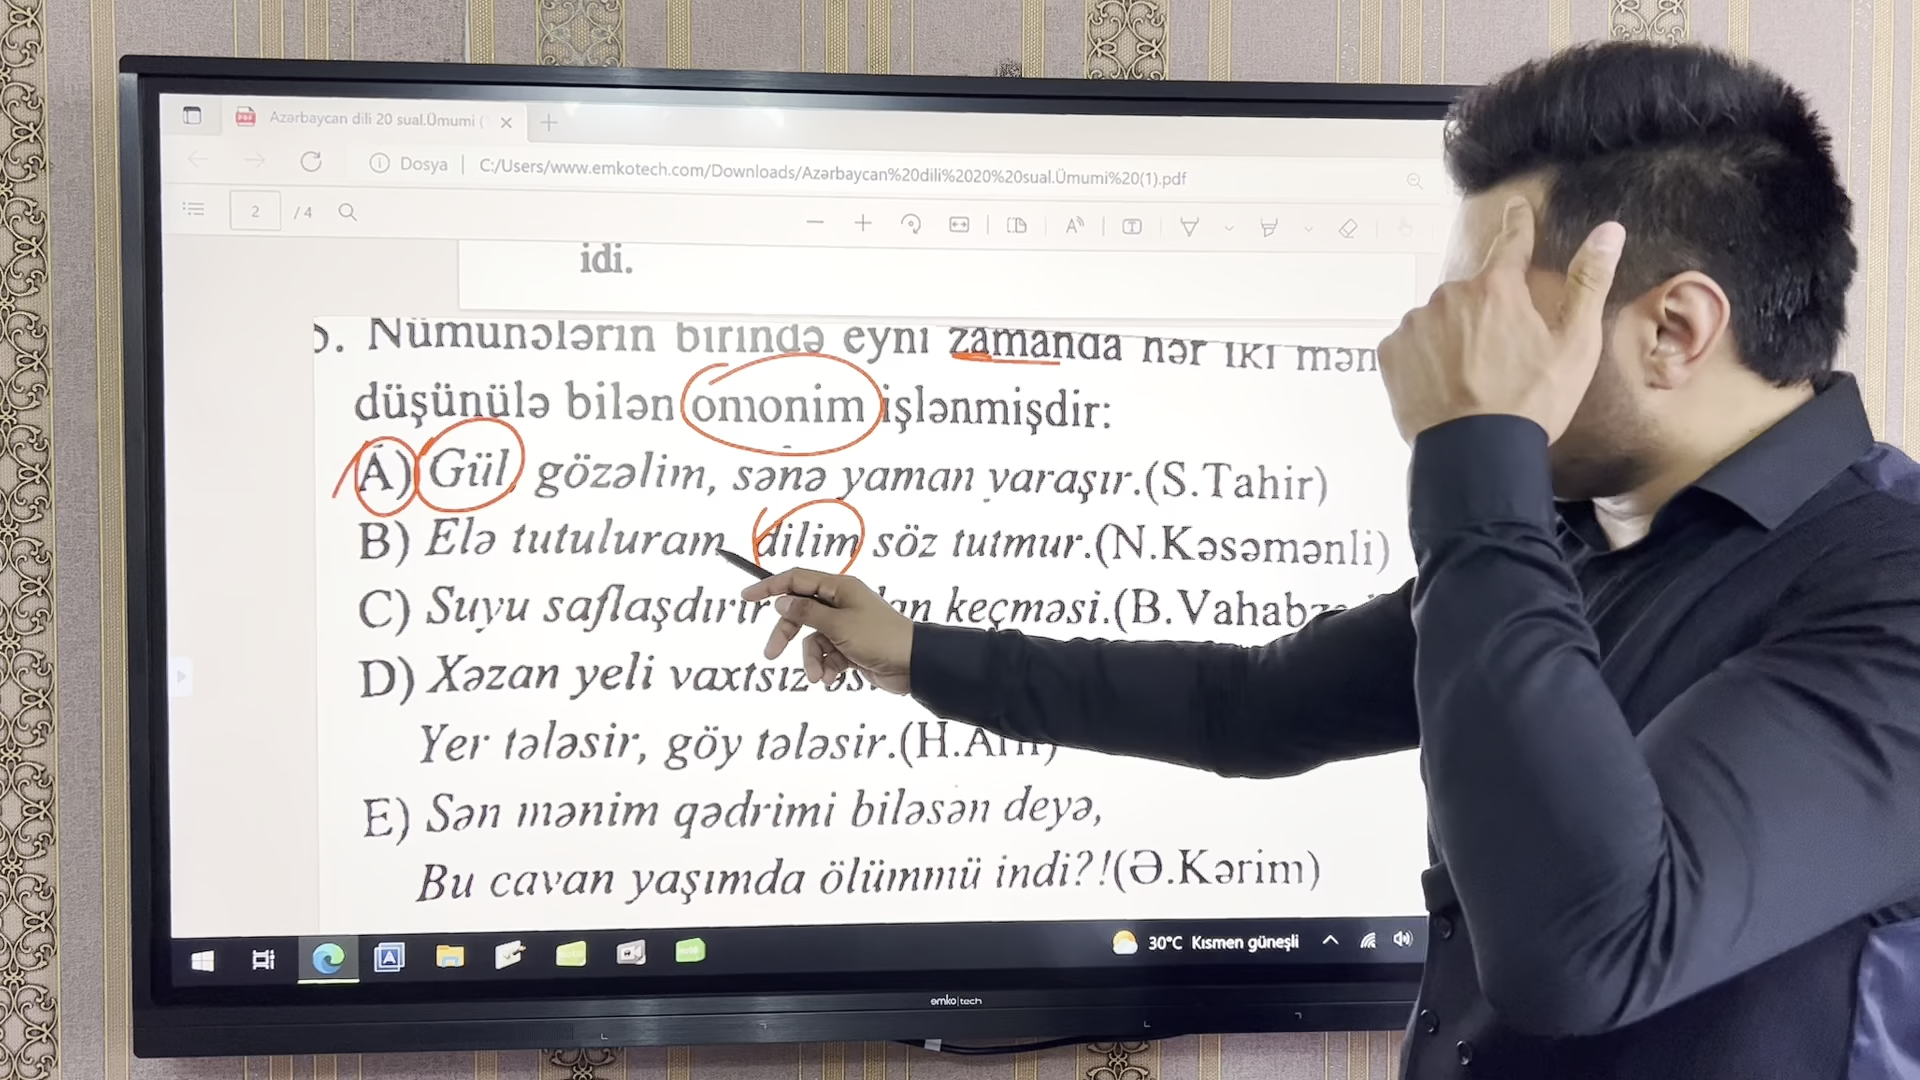 Azərbaycan dili 20 sual.Ümumi (
Dosya | C:/Users/www.emkotech.com/Downloads/Azərbaycan%20dili%2020%20sual.Ümumi%20(1).pdf
2 / 4
idi.
Nümunələrin birində eyni zamanda hər iki
düşünülə bilən omonim işlənmişdir:
A) Gül, gözəlim, sənə yaman yaraşır.(S.Tahir)
B) Elə tutuluram, dilim söz tutmur.(N.Kəsəmənli)
C) Suyu saflaşdırır keçməsi.(B.
D) Xəzan yeli vaxtsız
Yer tələsir, göy tələsir.(H.Arif)
E) Sən mənim qədrimi biləsən deyə,
Bu cavan yaşımda ölümmü indi?!(Ə.Kərim)
30°C Kısmen güneşli
emko|tech